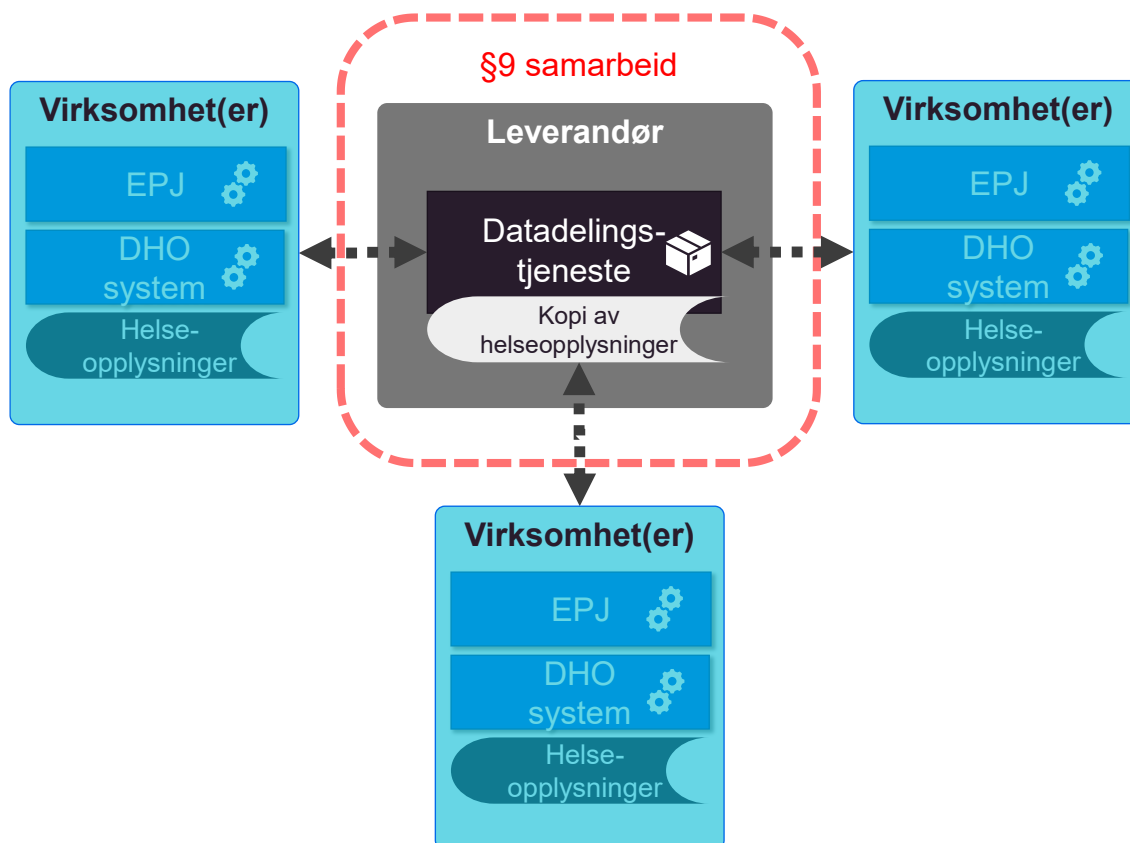 §9 samarbeid
Virksomhet(er)
EPJ
DHO
system
Helse-
opplysninger
Leverandør
Datadelings-
tjeneste
Kopi av
helseopplysninger
Virksomhet(er)
EPJ
DHO
system
Helse-
opplysninger
Virksomhet(er)
EPJ
DHO
system
Helse-
opplysninger